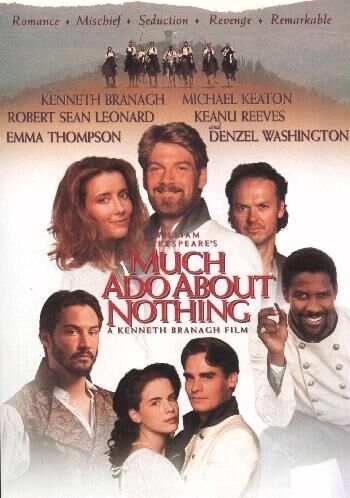 Romance • Mischief • Seduction • Revenge • Remarkable
KENNETH BRANAGH MICHAEL KEATON
ROBERT SEAN LEONARD KEANU REEVES
EMMA THOMPSON and DENZEL WASHINGTON
WILLIAM
SHAKESPEARE'S
MUCH
ADO ABOUT
NOTHING
A KENNETH BRANAGH FILM